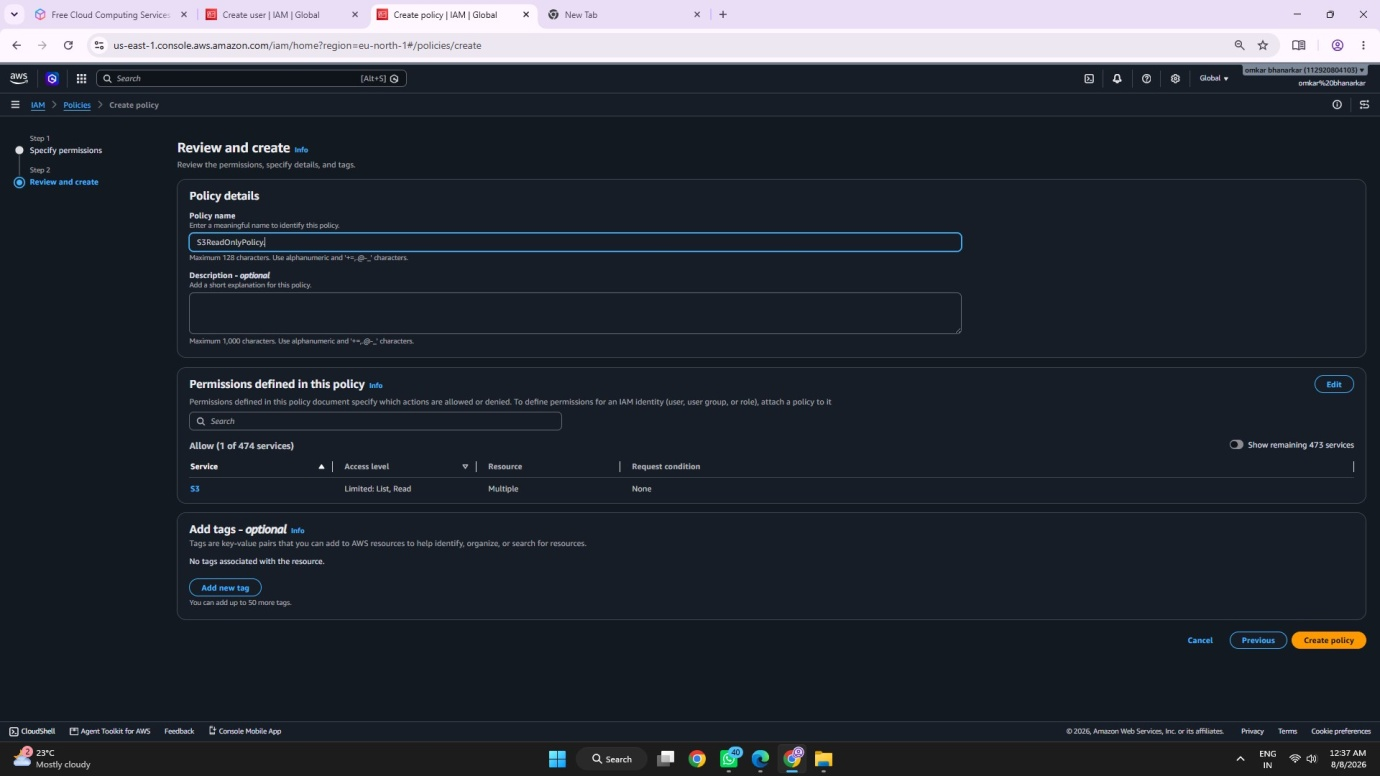 Free Cloud Computing Services
Create user | IAM | Global
Create policy | IAM | Global
New Tab
us-east-1.console.aws.amazon.com/iam/home?region=eu-north-1#/policies/create
aws
Search
[Alt+S]
Global
omkar bhanarkar (112920804103)
omkar%20bhanarkar
IAM
Policies
Create policy
Step 1
Specify permissions
Step 2
Review and create
Review and create Info
Review the permissions, specify details, and tags.
Policy details
Policy name
Enter a meaningful name to identify this policy.
S3ReadOnlyPolicy.
Maximum 128 characters. Use alphanumeric and '+=,.@-_' characters.
Description - optional
Add a short explanation for this policy.
Maximum 1,000 characters. Use alphanumeric and '+=,.@-_' characters.
Permissions defined in this policy Info
Edit
Permissions defined in this policy document specify which actions are allowed or denied. To define permissions for an IAM identity (user, user group, or role), attach a policy to it
Search
Allow (1 of 474 services)
Show remaining 473 services
Service Access level Resource Request condition
S3 Limited: List, Read Multiple None
Add tags - optional Info
Tags are key-value pairs that you can add to AWS resources to help identify, organize, or search for resources.
No tags associated with the resource.
Add new tag
You can add up to 50 more tags.
Cancel Previous Create policy
CloudShell Agent Toolkit for AWS Feedback Console Mobile App
© 2026, Amazon Web Services, Inc. or its affiliates. Privacy Terms Cookie preferences
2
23°C
Mostly cloudy
Search
40
ENG
IN
12:37 AM
8/8/2026